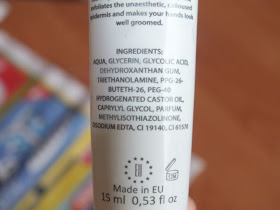 exfoliates the unaesthetic, calloused
epidermis and makes your hands look
well groomed.
INGREDIENTS:
AQUA, GLYCERIN, GLYCOLIC ACID,
DEHYDROXANTHAN GUM,
TRIETHANOLAMINE, PPG-26-
BUTETH-26, PEG-40
HYDROGENATED CASTOR OIL,
CAPRYLYL GLYCOL, PARFUM,
METHYLISOTHIAZOLINONE,
DISODIUM EDTA, CI 19140, CI 61570
Made in EU
15 ml 0,53 fl oz